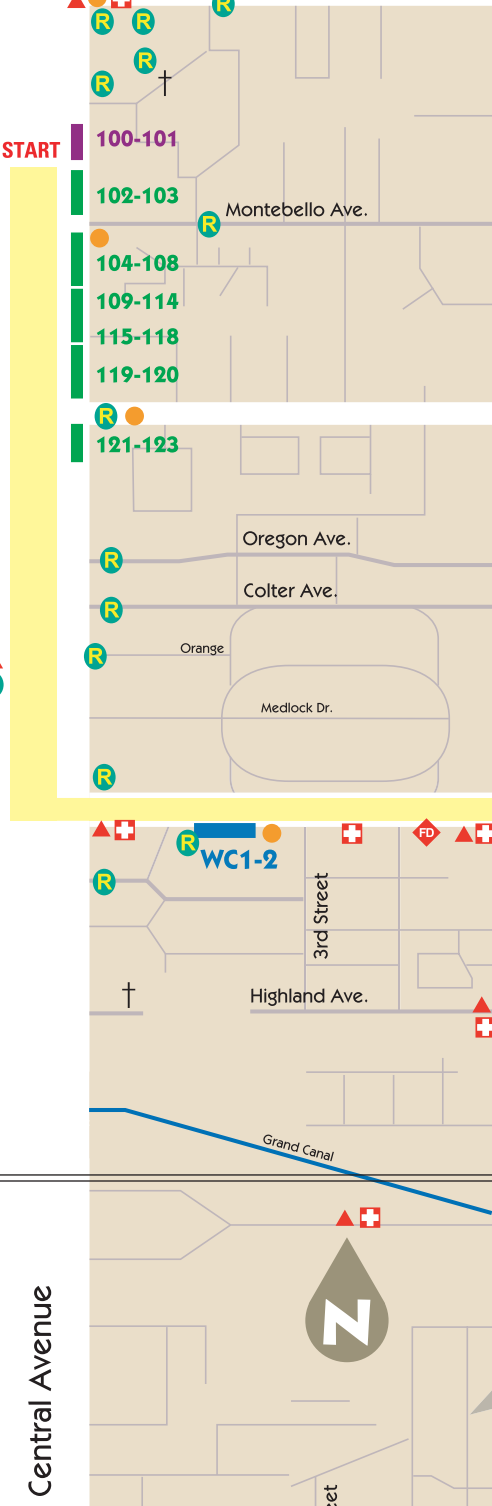 R
R
R
R
R
100-101
START
102-103
Montebello Ave.
R
104-108
109-114
115-118
119-120
R
121-123
Oregon Ave.
R
Colter Ave.
R
Orange
R
Medlock Dr.
R
FD
R
WC1-2
R
3rd Street
Highland Ave.
Grand Canal
N
Central Avenue